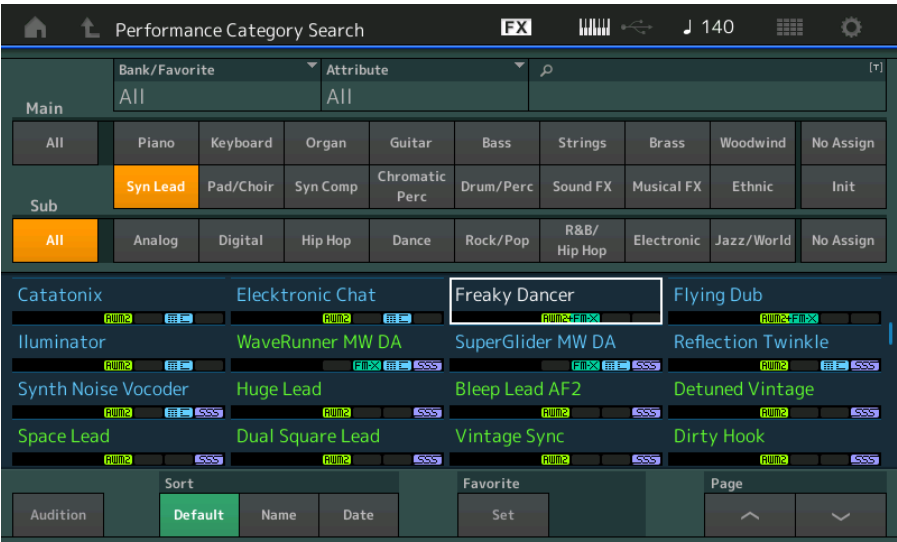 Performance Category Search FX ♩ 140
Bank/Favorite Attribute [T]
All All
Main
All Piano Keyboard Organ Guitar Bass Strings Brass Woodwind No Assign
Syn Lead Pad/Choir Syn Comp Chromatic Perc Drum/Perc Sound FX Musical FX Ethnic Init
Sub
All Analog Digital Hip Hop Dance Rock/Pop R&B/ Hip Hop Electronic Jazz/World No Assign
Catatonix Elecktronic Chat Freaky Dancer Flying Dub
AWM2 AWM2 AWM2+FM-X AWM2+FM-X
Iluminator WaveRunner MW DA SuperGlider MW DA Reflection Twinkle
AWM2 FM-X SSS FM-X SSS AWM2 SSS
Synth Noise Vocoder Huge Lead Bleep Lead AF2 Detuned Vintage
AWM2 SSS AWM2 SSS AWM2 SSS AWM2 SSS
Space Lead Dual Square Lead Vintage Sync Dirty Hook
AWM2 SSS AWM2 SSS AWM2 SSS AWM2 SSS
Sort Favorite Page
Audition Default Name Date Set